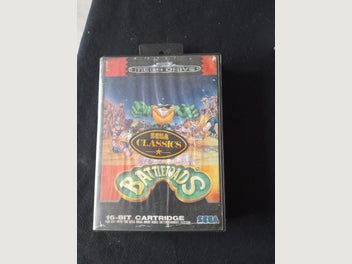 MEGA DRIVE
SEGA
CLASSICS
BATTLETOADS
16-BIT CARTRIDGE
SEGA